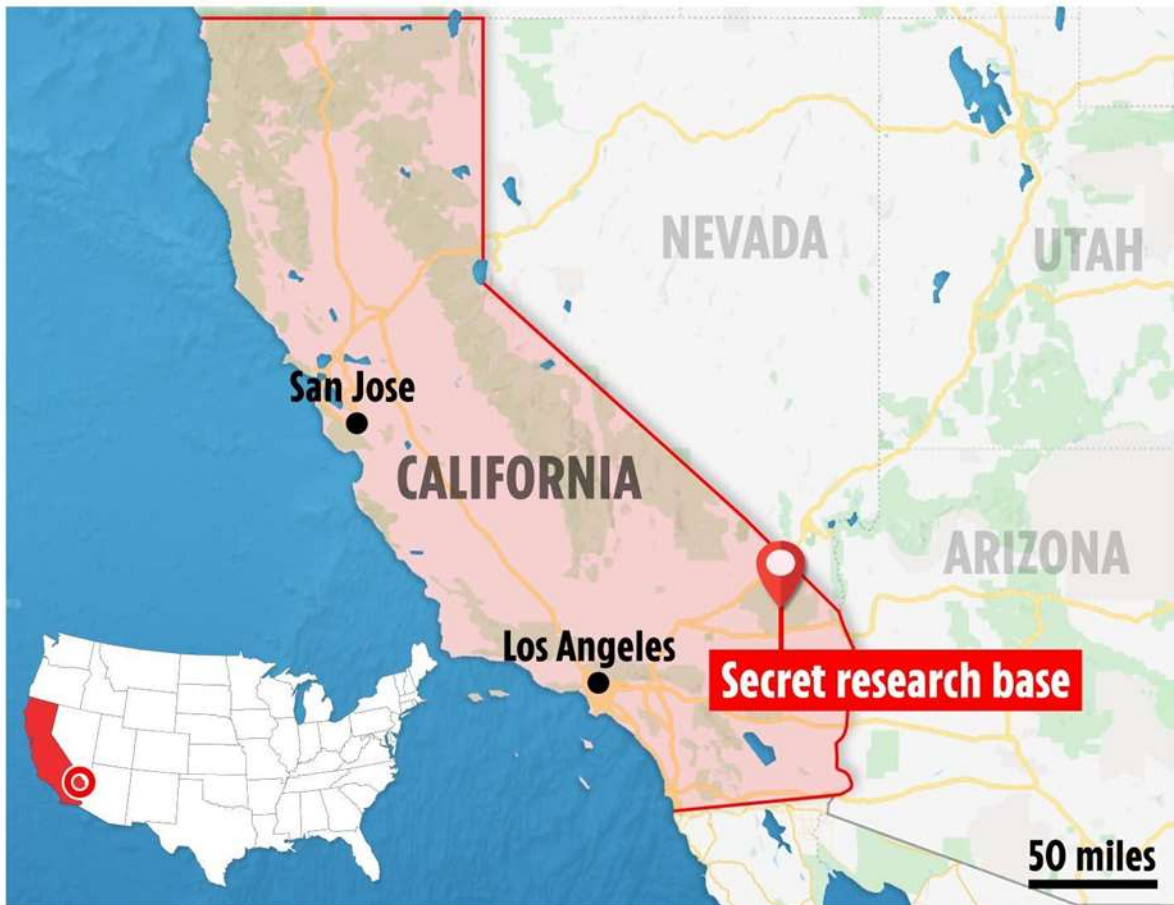 NEVADA
UTAH
San Jose
CALIFORNIA
ARIZONA
Los Angeles
Secret research base
50 miles